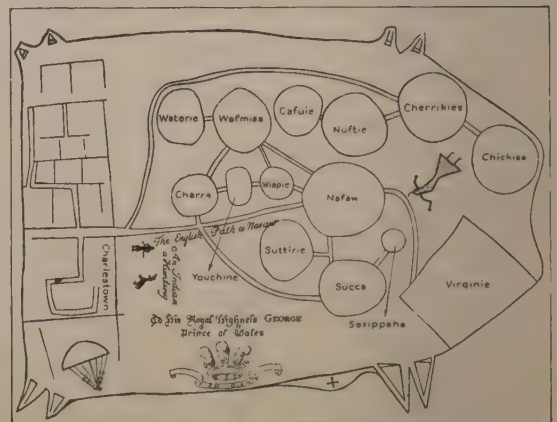 Waterie
Wafmisa
Cafuie
Nuftie
Cherrikies
Chickisa
Charra
Wiapie
Nafaw
The English Path to Nasaw
An Indian
a Hunting
Youchine
Suttirie
Succa
Saxippaha
Virginie
Charlestown
To His Royal Highness GEORGE
Prince of Wales